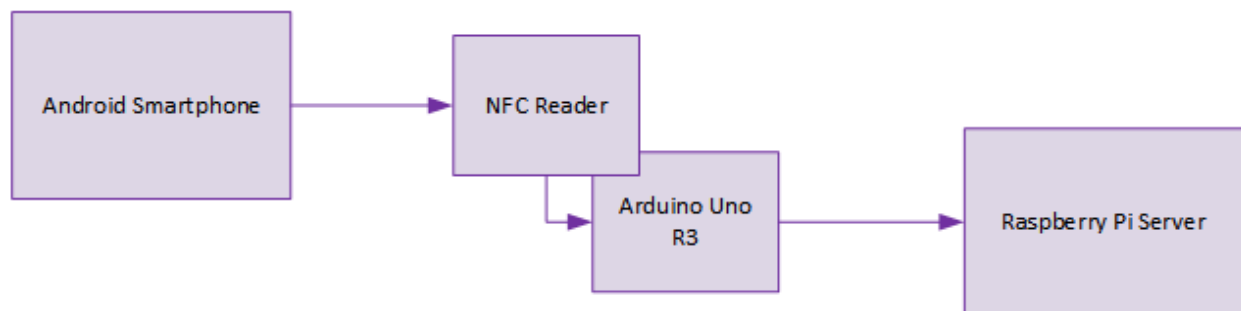 Android Smartphone
NFC Reader
Arduino Uno
R3
Raspberry Pi Server